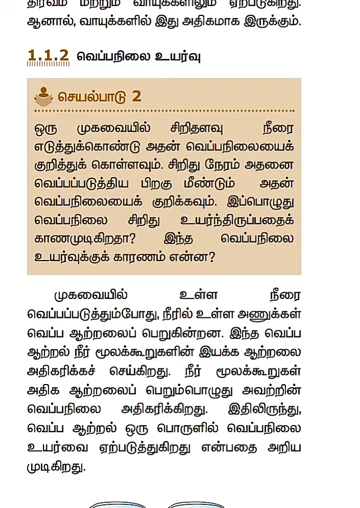 திரவம் மற்றும் வாயுக்களிலும் ஏற்படுகிறது.
ஆனால், வாயுக்களில் இது அதிகமாக இருக்கும்.
1.1.2 வெப்பநிலை உயர்வு
செயல்பாடு 2
ஒரு முகவையில் சிறிதளவு நீரை
எடுத்துக்கொண்டு அதன் வெப்பநிலையைக்
குறித்துக் கொள்ளவும். சிறிது நேரம் அதனை
வெப்பப்படுத்திய பிறகு மீண்டும் அதன்
வெப்பநிலையைக் குறிக்கவும். இப்பொழுது
வெப்பநிலை சிறிது உயர்ந்திருப்பதைக்
காணமுடிகிறதா? இந்த வெப்பநிலை
உயர்வுக்குக் காரணம் என்ன?
முகவையில் உள்ள நீரை
வெப்பப்படுத்தும்போது, நீரில் உள்ள அணுக்கள்
வெப்ப ஆற்றலைப் பெறுகின்றன. இந்த வெப்ப
ஆற்றல் நீர் மூலக்கூறுகளின் இயக்க ஆற்றலை
அதிகரிக்கச் செய்கிறது. நீர் மூலக்கூறுகள்
அதிக ஆற்றலைப் பெறும்பொழுது அவற்றின்
வெப்பநிலை அதிகரிக்கிறது. இதிலிருந்து,
வெப்ப ஆற்றல் ஒரு பொருளில் வெப்பநிலை
உயர்வை ஏற்படுத்துகிறது என்பதை அறிய
முடிகிறது.